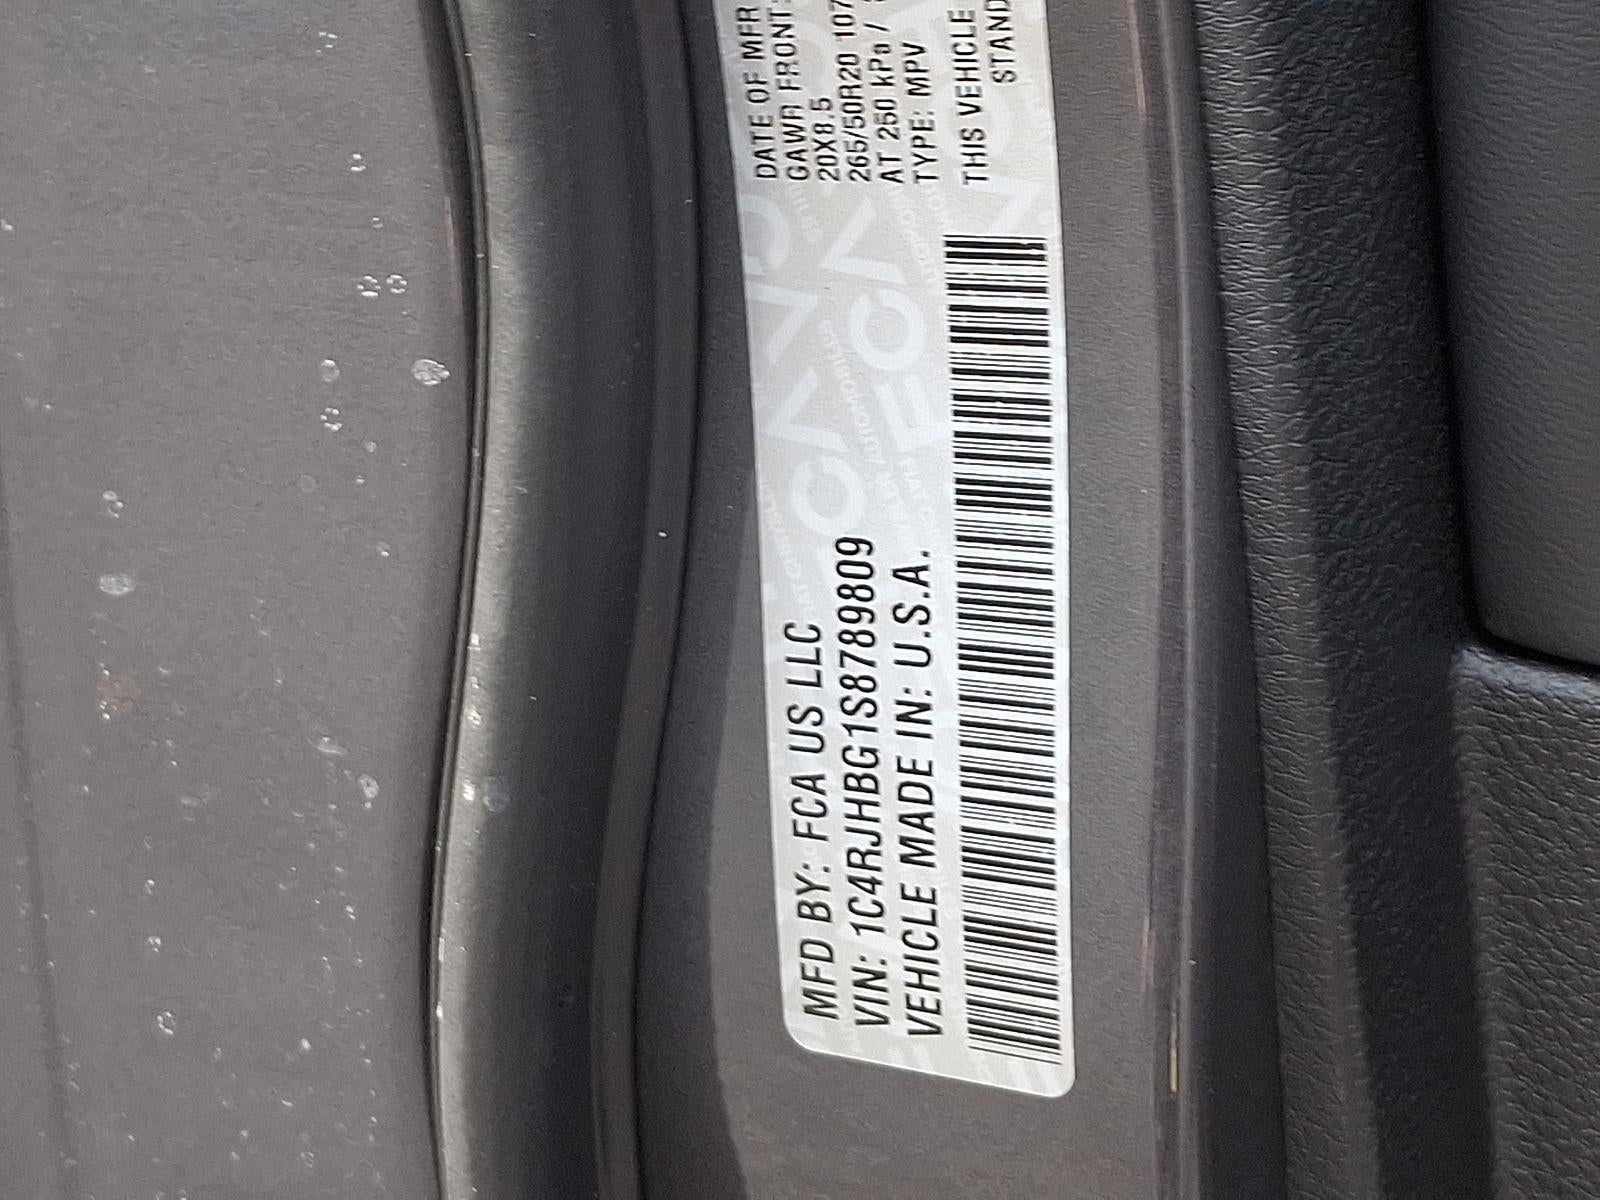 MFD BY: FCA US LLC
VIN: 1C4RJHBG1S8789809
VEHICLE MADE IN: U.S.A.
DATE OF MFR
GAWR FRONT:
20X8.5
265/50R20 107
AT 250 kPa /
TYPE: MPV
THIS VEHICLE
STAND